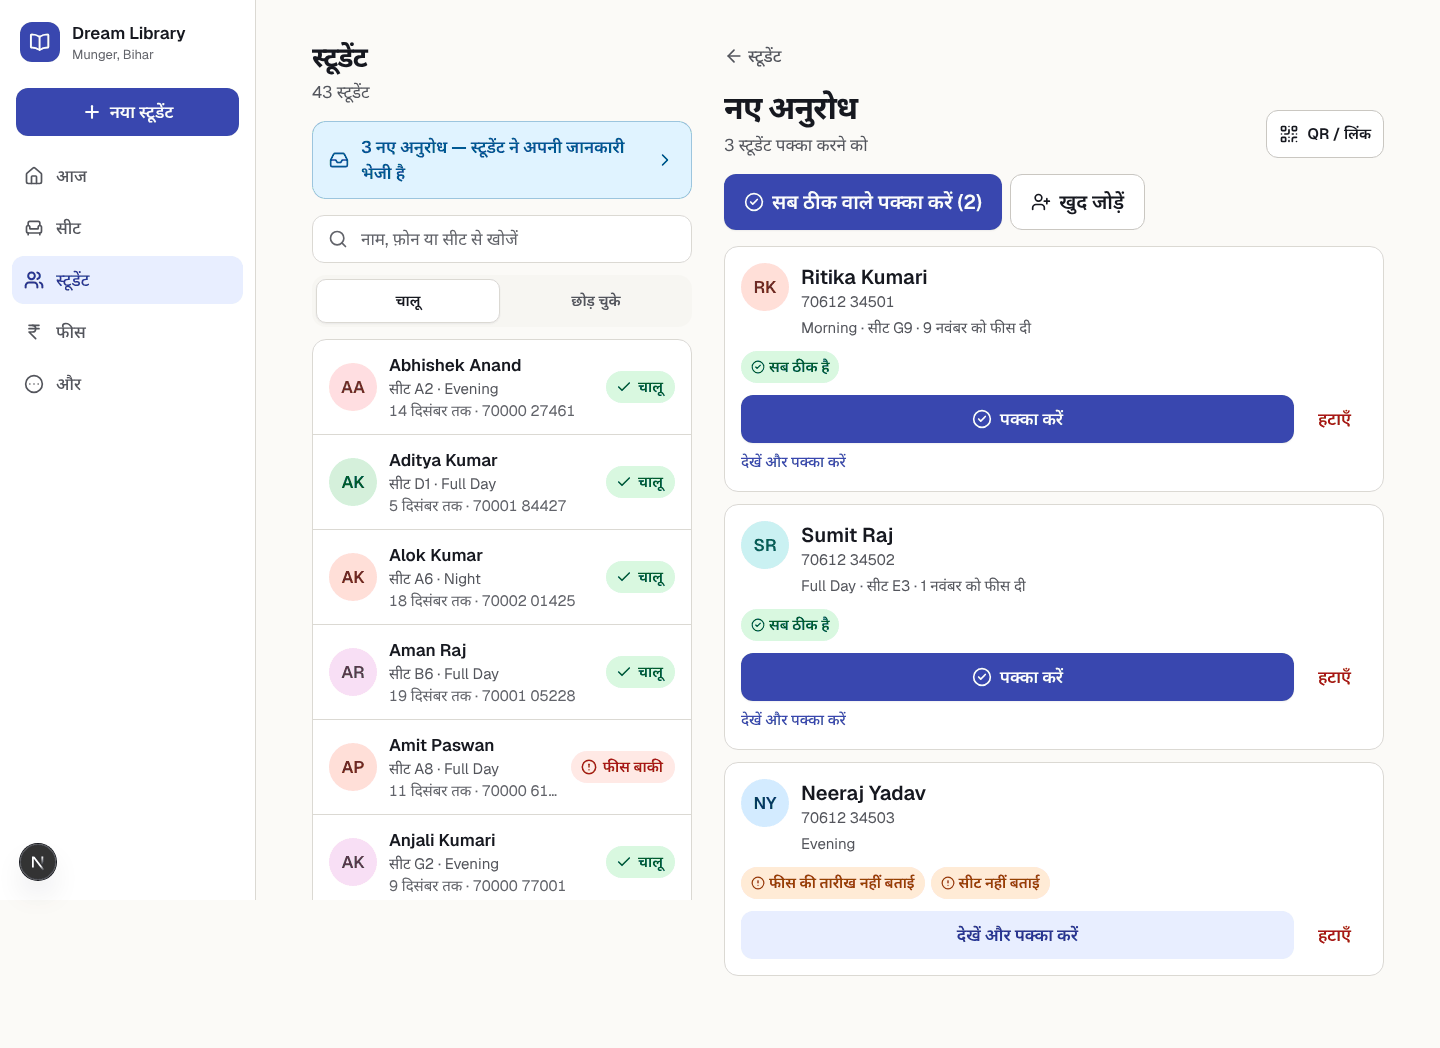 Dream Library
Munger, Bihar
नया स्टूडेंट
आज
सीट
स्टूडेंट
फीस
और
N
स्टूडेंट
43 स्टूडेंट
3 नए अनुरोध — स्टूडेंट ने अपनी जानकारी
भेजी है
नाम, फ़ोन या सीट से खोजें
चालू
छोड़ चुके
AA
Abhishek Anand
सीट A2 · Evening
14 दिसंबर तक · 70000 27461
चालू
AK
Aditya Kumar
सीट D1 · Full Day
5 दिसंबर तक · 70001 84427
चालू
AK
Alok Kumar
सीट A6 · Night
18 दिसंबर तक · 70002 01425
चालू
AR
Aman Raj
सीट B6 · Full Day
19 दिसंबर तक · 70001 05228
चालू
AP
Amit Paswan
सीट A8 · Full Day
11 दिसंबर तक · 70000 61...
फीस बाकी
AK
Anjali Kumari
सीट G2 · Evening
9 दिसंबर तक · 70000 77001
चालू
स्टूडेंट
नए अनुरोध
3 स्टूडेंट पक्का करने को
QR / लिंक
सब ठीक वाले पक्का करें (2)
खुद जोड़ें
RK
Ritika Kumari
70612 34501
Morning · सीट G9 · 9 नवंबर को फीस दी
सब ठीक है
पक्का करें
हटाएँ
देखें और पक्का करें
SR
Sumit Raj
70612 34502
Full Day · सीट E3 · 1 नवंबर को फीस दी
सब ठीक है
पक्का करें
हटाएँ
देखें और पक्का करें
NY
Neeraj Yadav
70612 34503
Evening
फीस की तारीख नहीं बताई
सीट नहीं बताई
देखें और पक्का करें
हटाएँ